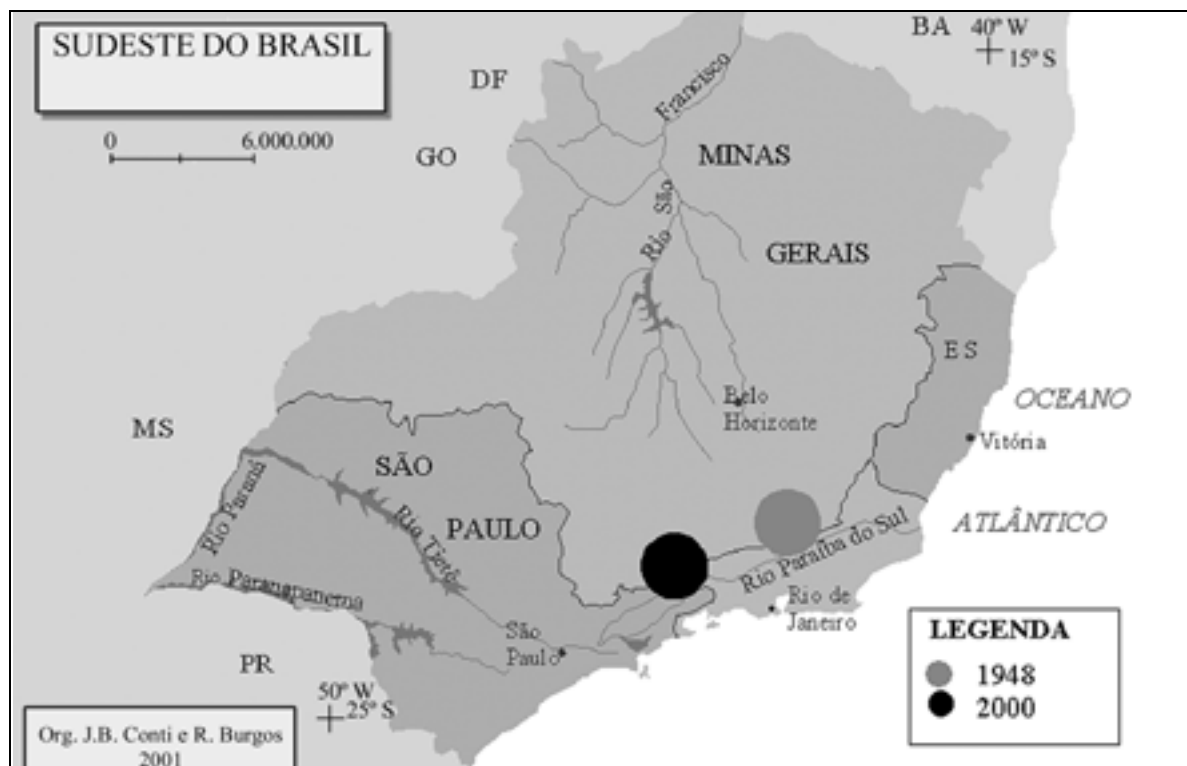 SUDESTE DO BRASIL
0 6.000.000
BA
40° W
15° S
DF
GO
MINAS
GERAIS
Rio São Francisco
ES
OCEANO
ATLÂNTICO
Belo
Horizonte
Vitória
MS
SÃO
PAULO
Rio Paraná
Rio Tietê
Rio Paranapanema
Rio Paraíba do Sul
Rio de
Janeiro
São
Paulo
PR
50° W
25° S
LEGENDA
1948
2000
Org. J.B. Conti e R. Burgos
2001